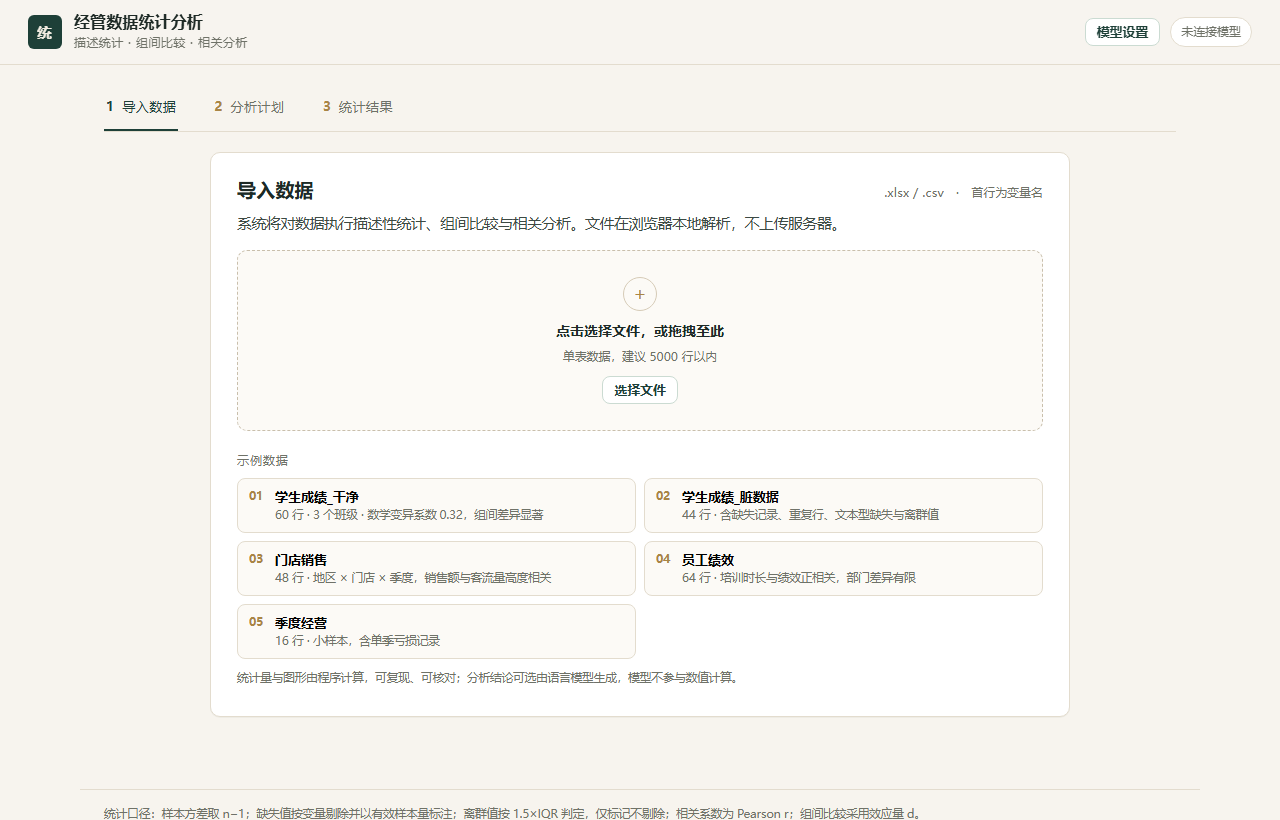 统
经管数据统计分析
描述统计 · 组间比较 · 相关分析
模型设置
未连接模型
1 导入数据
2 分析计划
3 统计结果
导入数据
.xlsx / .csv · 首行为变量名
系统将对数据执行描述性统计、组间比较与相关分析。文件在浏览器本地解析，不上传服务器。
+
点击选择文件，或拖拽至此
单表数据，建议 5000 行以内
选择文件
示例数据
01 学生成绩_干净
60 行 · 3 个班级 · 数学变异系数 0.32，组间差异显著
02 学生成绩_脏数据
44 行 · 含缺失记录、重复行、文本型缺失与离群值
03 门店销售
48 行 · 地区 × 门店 × 季度，销售额与客流量高度相关
04 员工绩效
64 行 · 培训时长与绩效正相关，部门差异有限
05 季度经营
16 行 · 小样本，含单季亏损记录
统计量与图形由程序计算，可复现、可核对；分析结论可选由语言模型生成，模型不参与数值计算。
统计口径：样本方差取 n−1；缺失值按变量剔除并以有效样本量标注；离群值按 1.5×IQR 判定，仅标记不剔除；相关系数为 Pearson r；组间比较采用效应量 d。